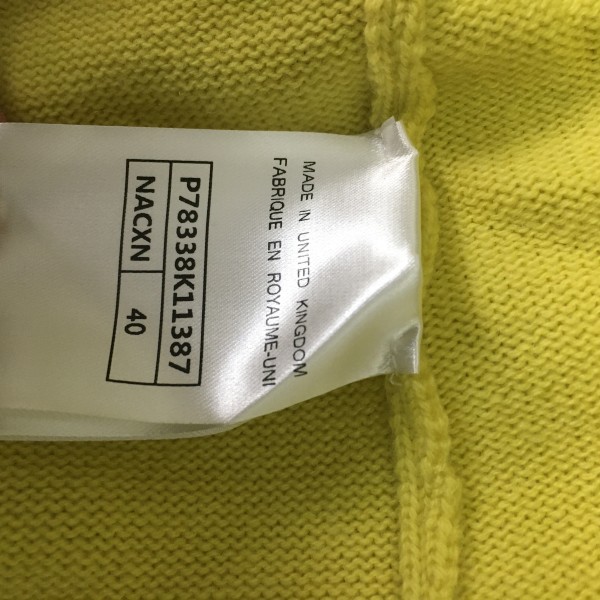 MADE IN UNITED KINGDOM
FABRIQUE EN ROYAUME-UNI
P78338K11387
NACXN 40